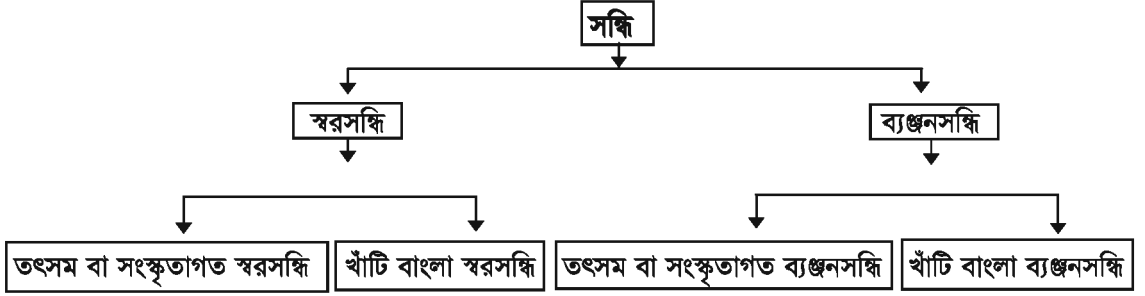 সন্ধি
স্বরসন্ধি
ব্যঞ্জনসন্ধি
তৎসম বা সংস্কৃতাগত স্বরসন্ধি
খাঁটি বাংলা স্বরসন্ধি
তৎসম বা সংস্কৃতাগত ব্যঞ্জনসন্ধি
খাঁটি বাংলা ব্যঞ্জনসন্ধি